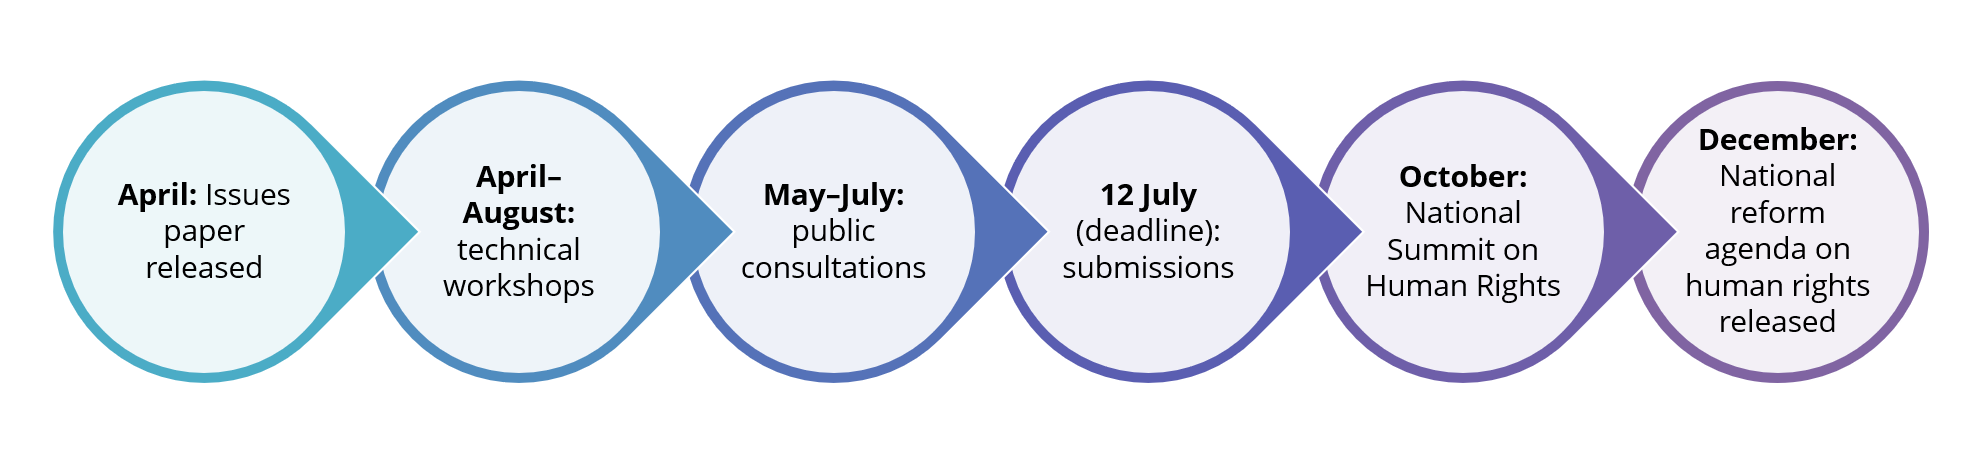 April: Issues
paper
released
April–
August:
technical
workshops
May–July:
public
consultations
12 July
(deadline):
submissions
October:
National
Summit on
Human Rights
December:
National
reform
agenda on
human rights
released